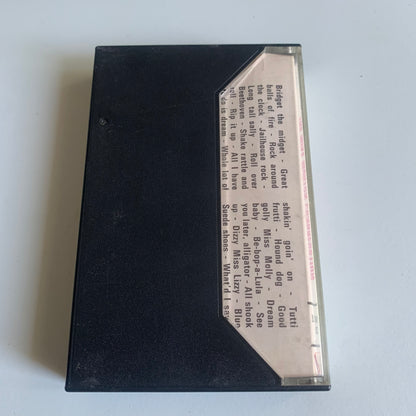 Bridget the midget - Great
balls of fire - Rock around
the clock - Jailhouse rock -
Long tall sally - Roll over
Beethoven - Shake rattle and
roll - Rip it up - All I have
do is dream - Whole lot of
shakin' goin' on - Tutti
frutti - Hound dog - Good
golly Miss Molly - Dream
baby - Be-bop-a-Lula - See
you later, alligator - All shook
up - Dizzy Miss Lizzy - Blue
Suede shoes - What'd I say